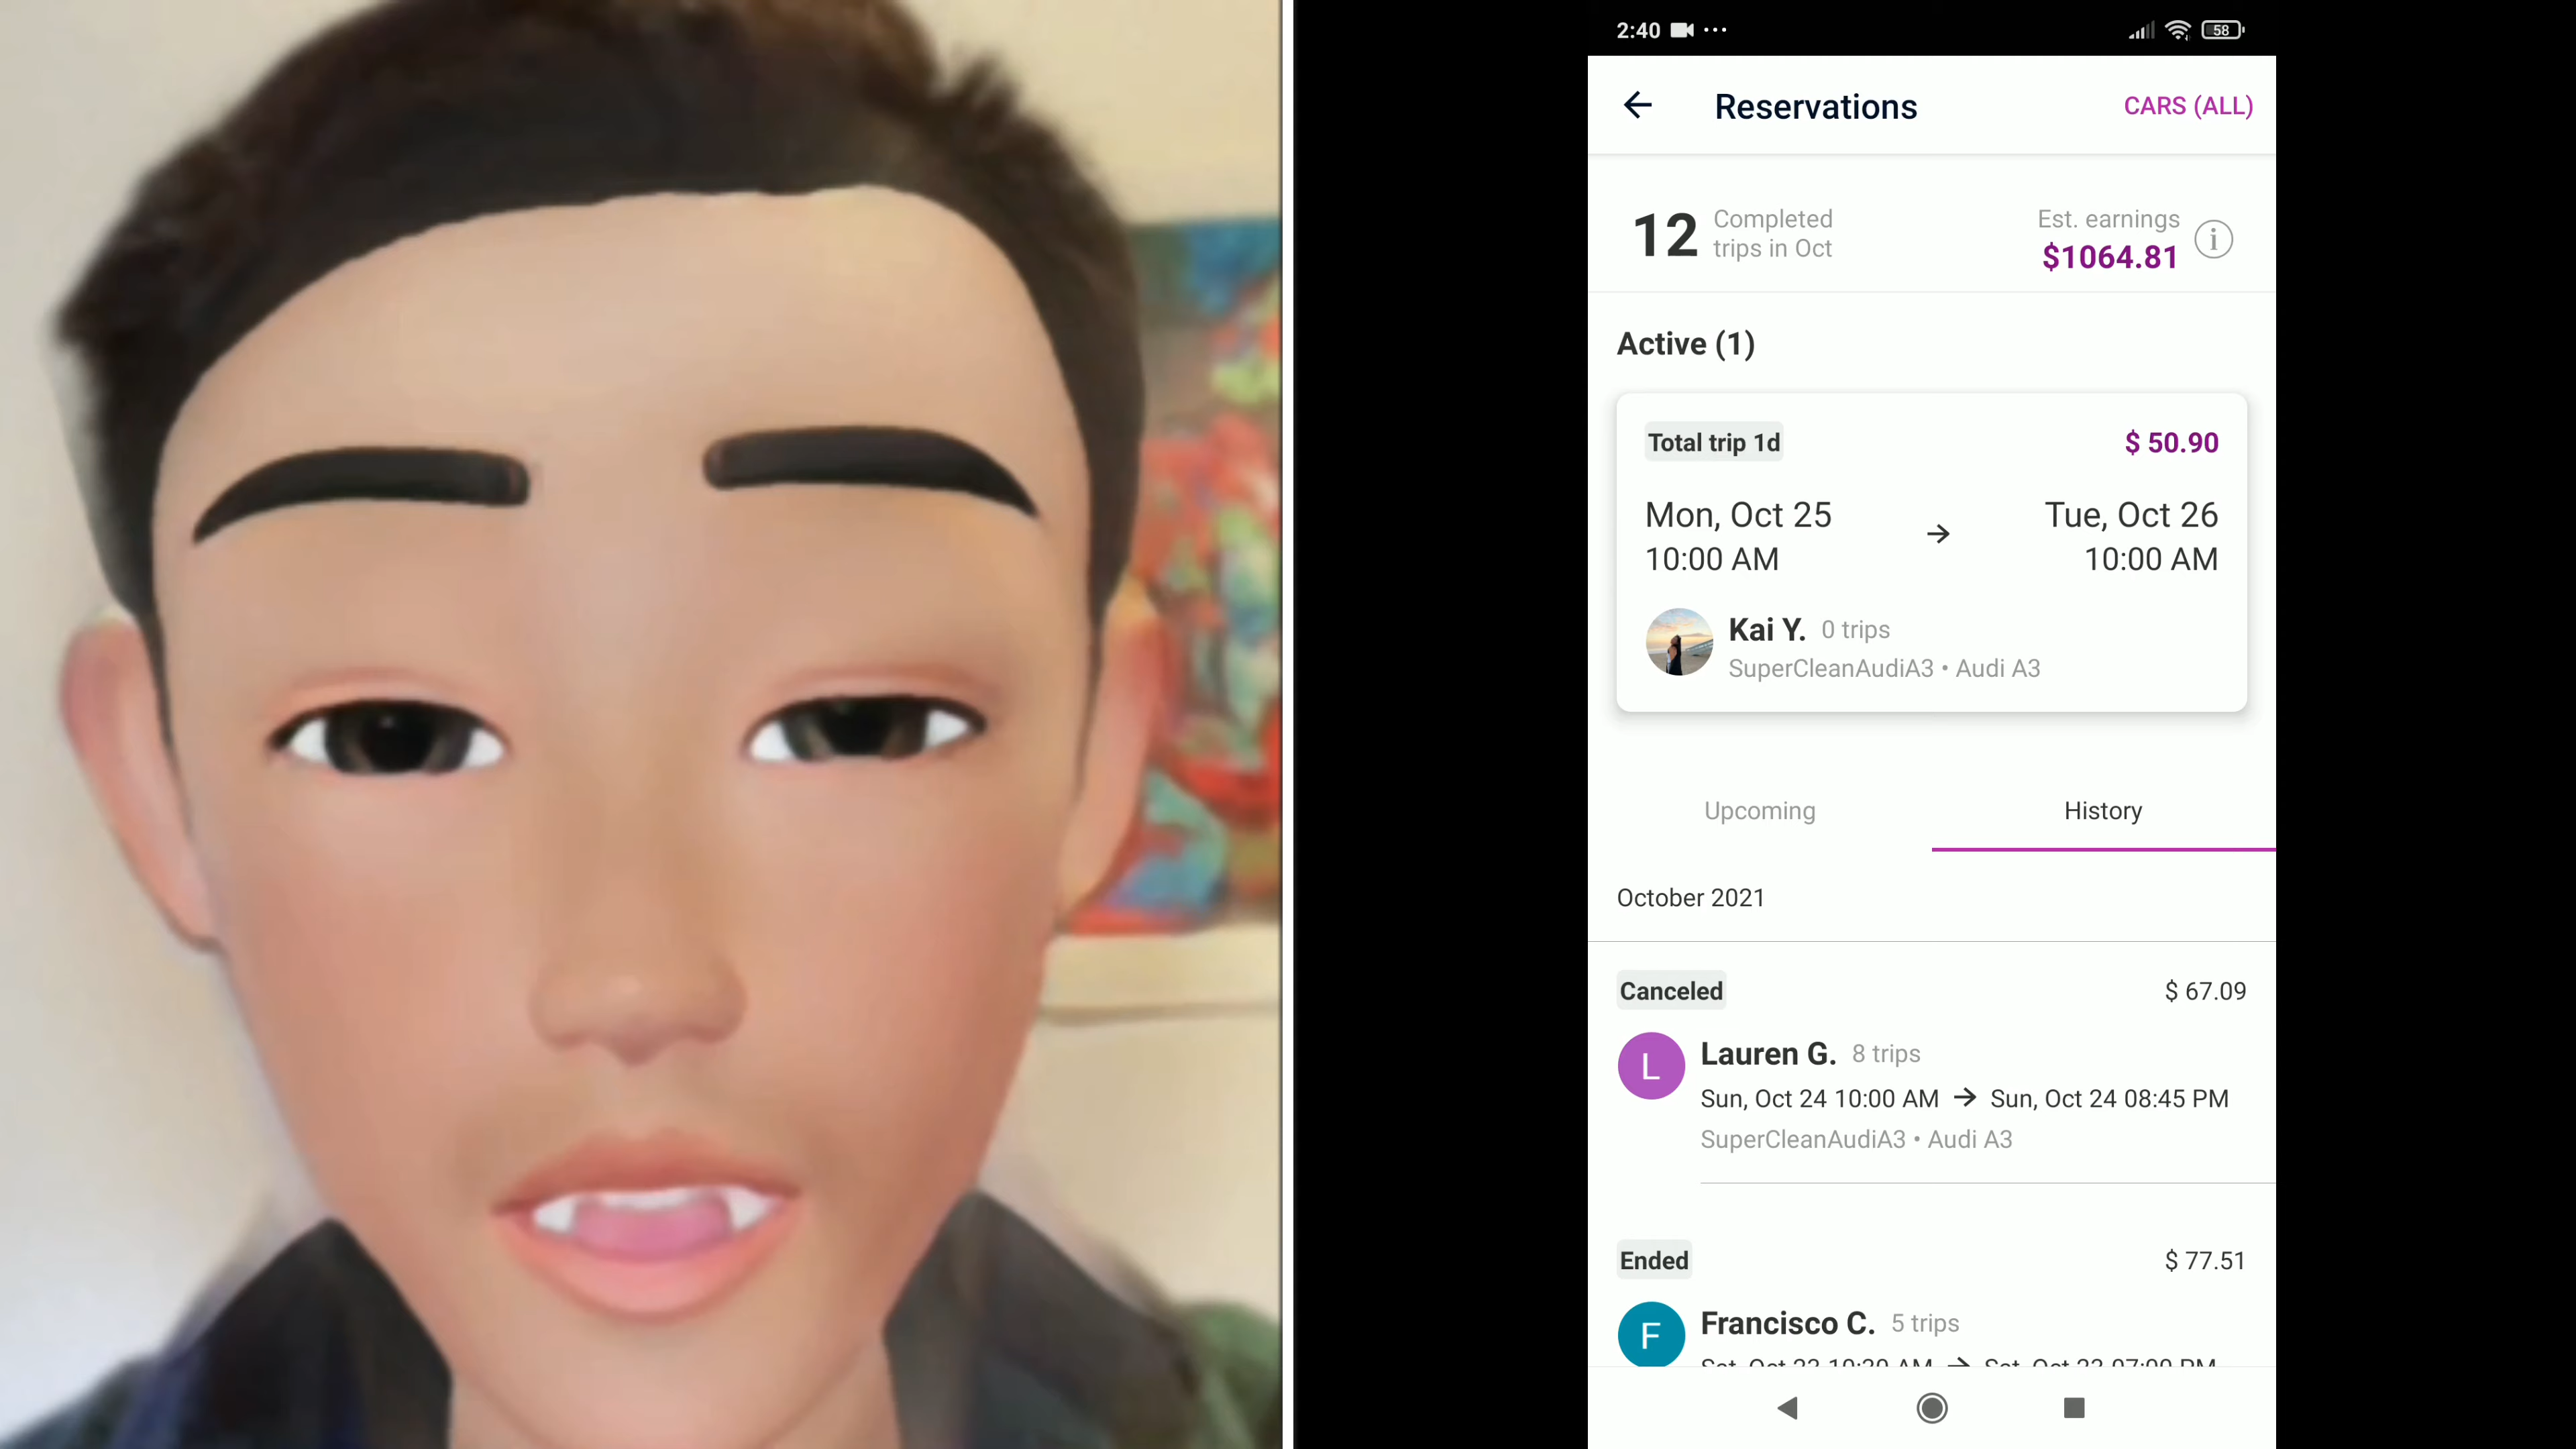 2:40
58
Reservations
CARS (ALL)
12
Completed
trips in Oct
Est. earnings
$1064.81
Active (1)
Total trip 1d
$ 50.90
Mon, Oct 25
Tue, Oct 26
10:00 AM
10:00 AM
Kai Y. 0 trips
SuperCleanAudiA3 • Audi A3
Upcoming
History
October 2021
Canceled
$ 67.09
L
Lauren G. 8 trips
Sun, Oct 24 10:00 AM → Sun, Oct 24 08:45 PM
SuperCleanAudiA3 • Audi A3
Ended
$ 77.51
F
Francisco C. 5 trips